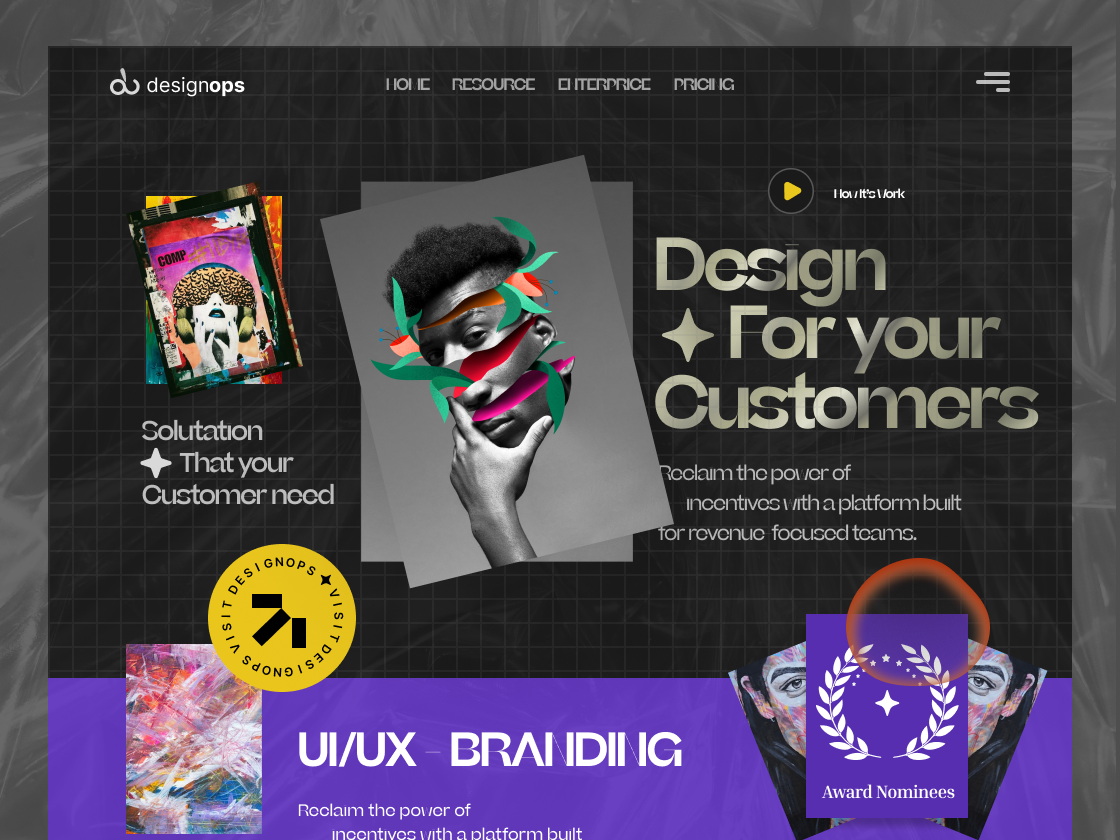 designops
HOME RESOURCE ENTERPRICE PRICING
How It's Work
COMP
Design
For your
Customers
Solutation
That your
Customer need
Reclaim the power of
incentives with a platform built
for revenue focused teams.
VISIT DESIGNOPS VISIT DESIGNOPS
UI/UX - BRANDIING
Award Nominees
Reclaim the power of
incentives with a platform built